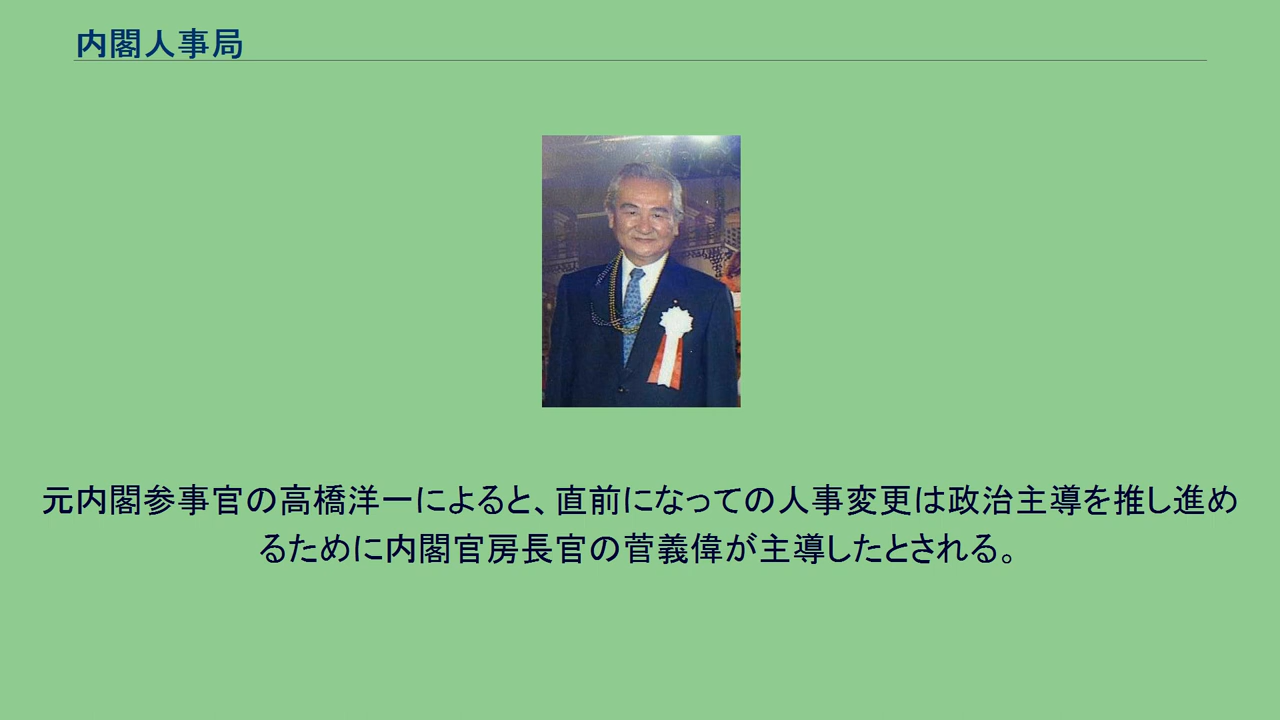 内閣人事局
元内閣参事官の高橋洋一によると、直前になっての人事変更は政治主導を推し進め
るために内閣官房長官の菅義偉が主導したとされる。